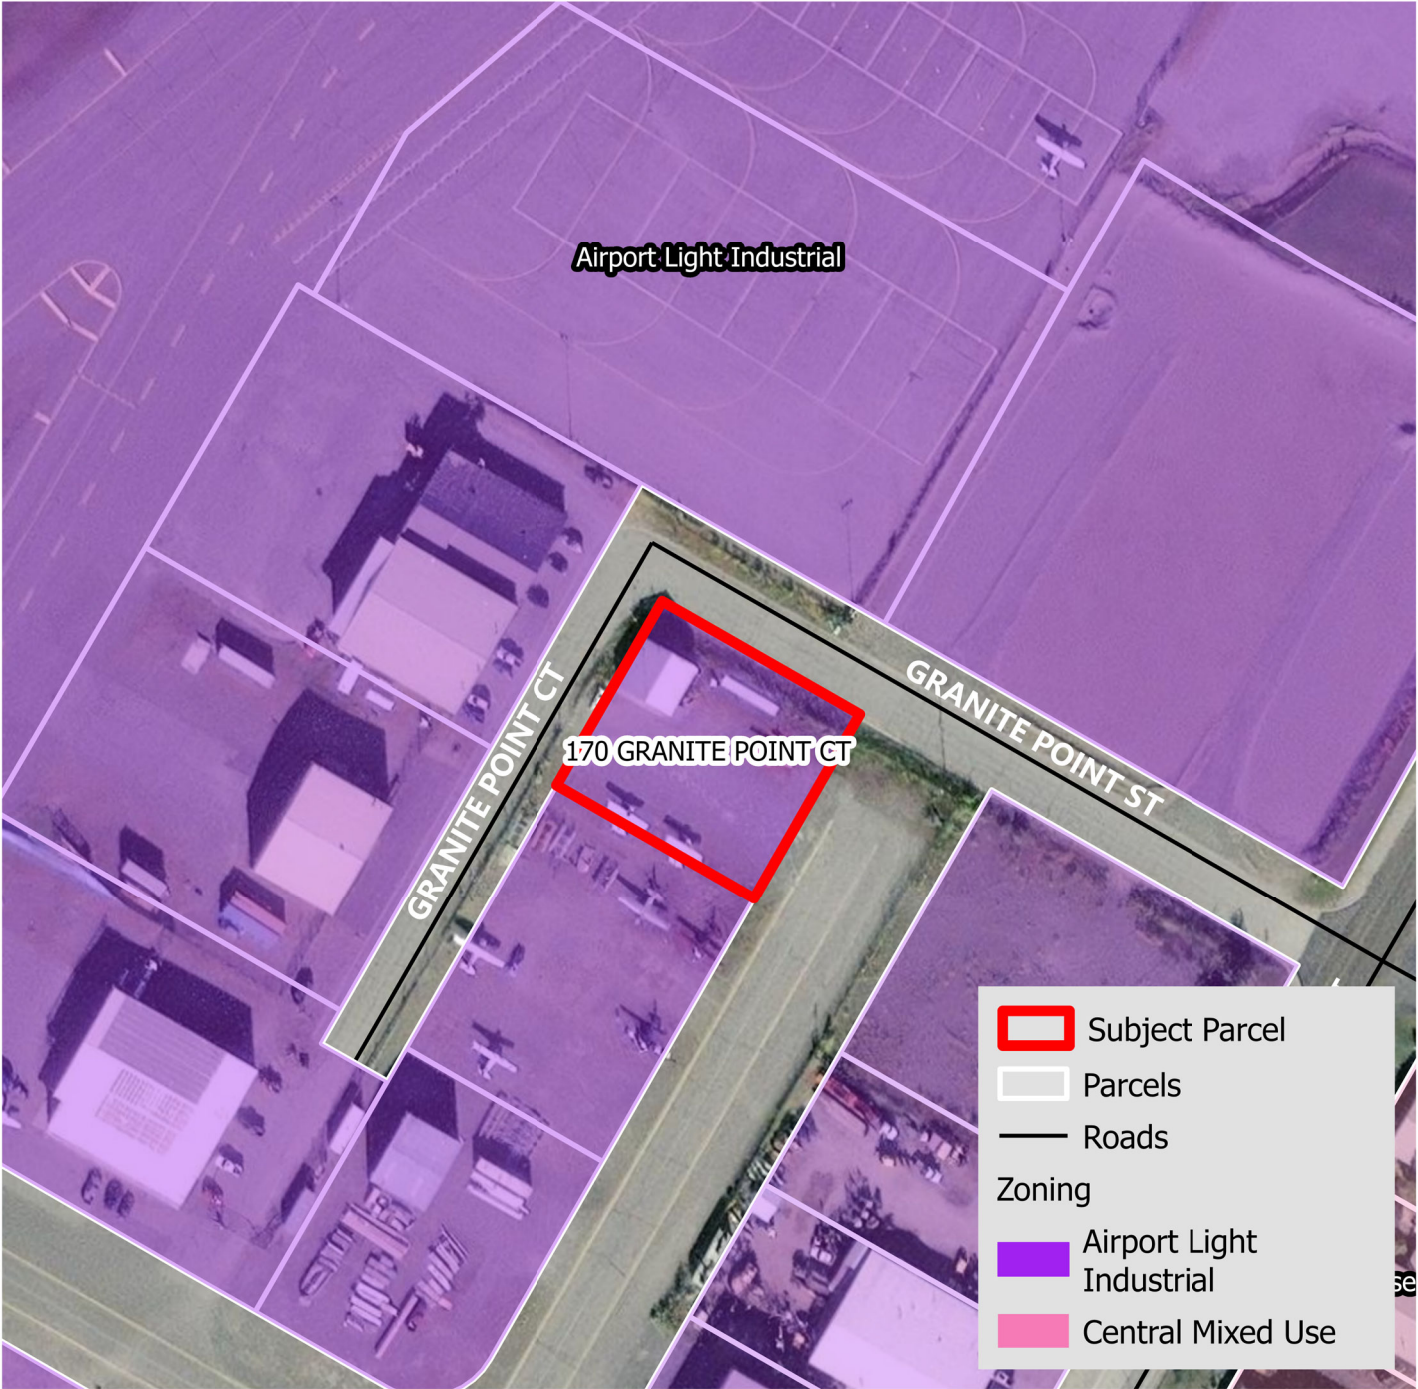 Airport Light Industrial
GRANITE POINT CT
GRANITE POINT ST
170 GRANITE POINT CT
Subject Parcel
Parcels
Roads
Zoning
Airport Light
Industrial
Central Mixed Use